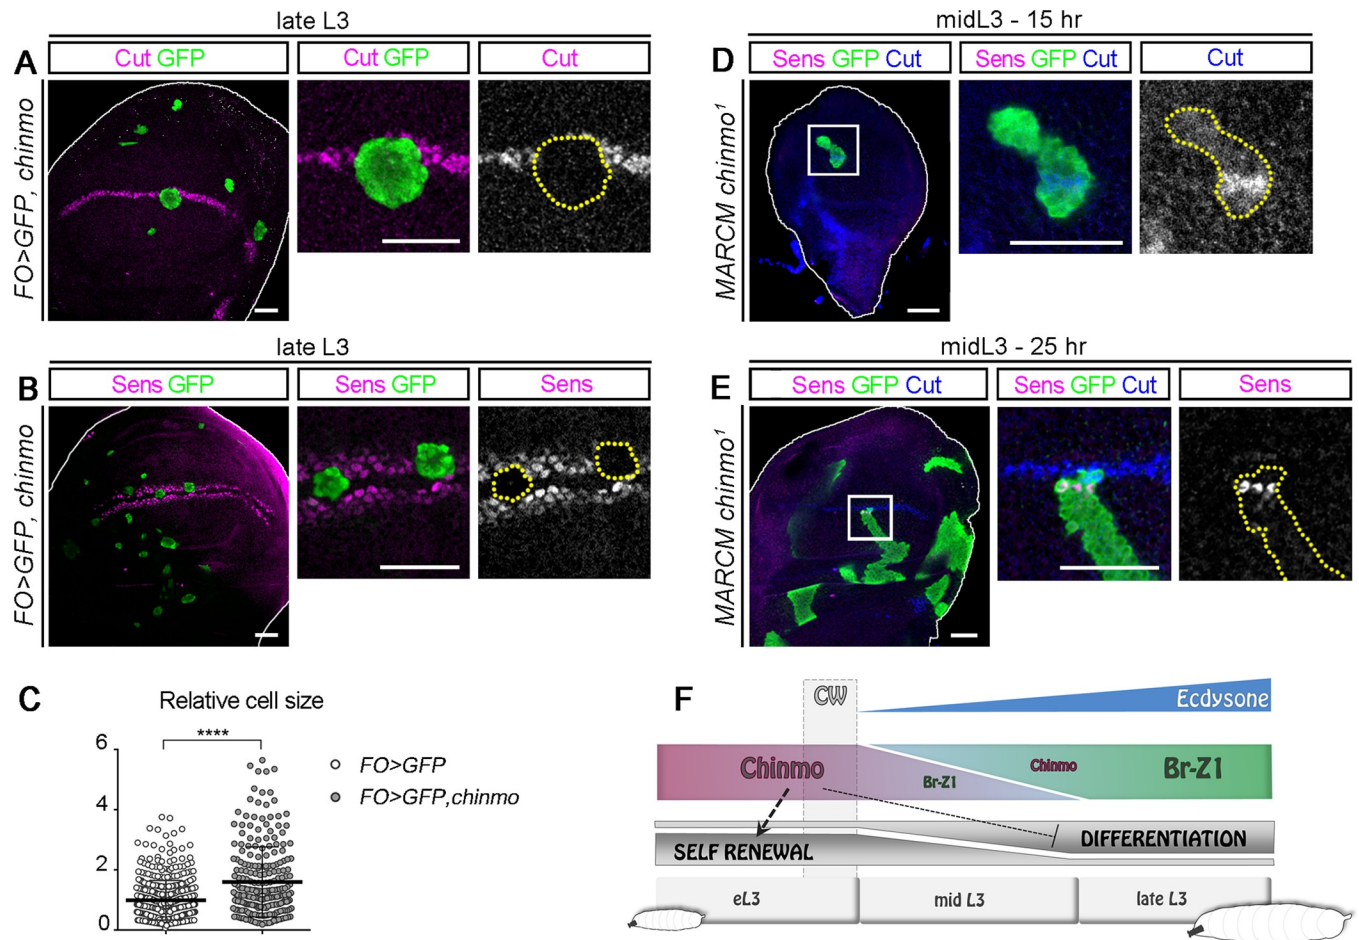 late L3
A
Cut GFP
Cut GFP
Cut
FO>GFP, chinmo
late L3
B
Sens GFP
Sens GFP
Sens
FO>GFP, chinmo
C
Relative cell size
****
6
4
2
0
FO>GFP
FO>GFP,chinmo
midL3 - 15 hr
D
Sens GFP Cut
Sens GFP Cut
Cut
MARCM chinmo¹
midL3 - 25 hr
E
Sens GFP Cut
Sens GFP Cut
Sens
MARCM chinmo¹
F
CW
Ecdysone
Chinmo
Br-Z1
Chinmo
Br-Z1
SELF RENEWAL
DIFFERENTIATION
eL3
mid L3
late L3